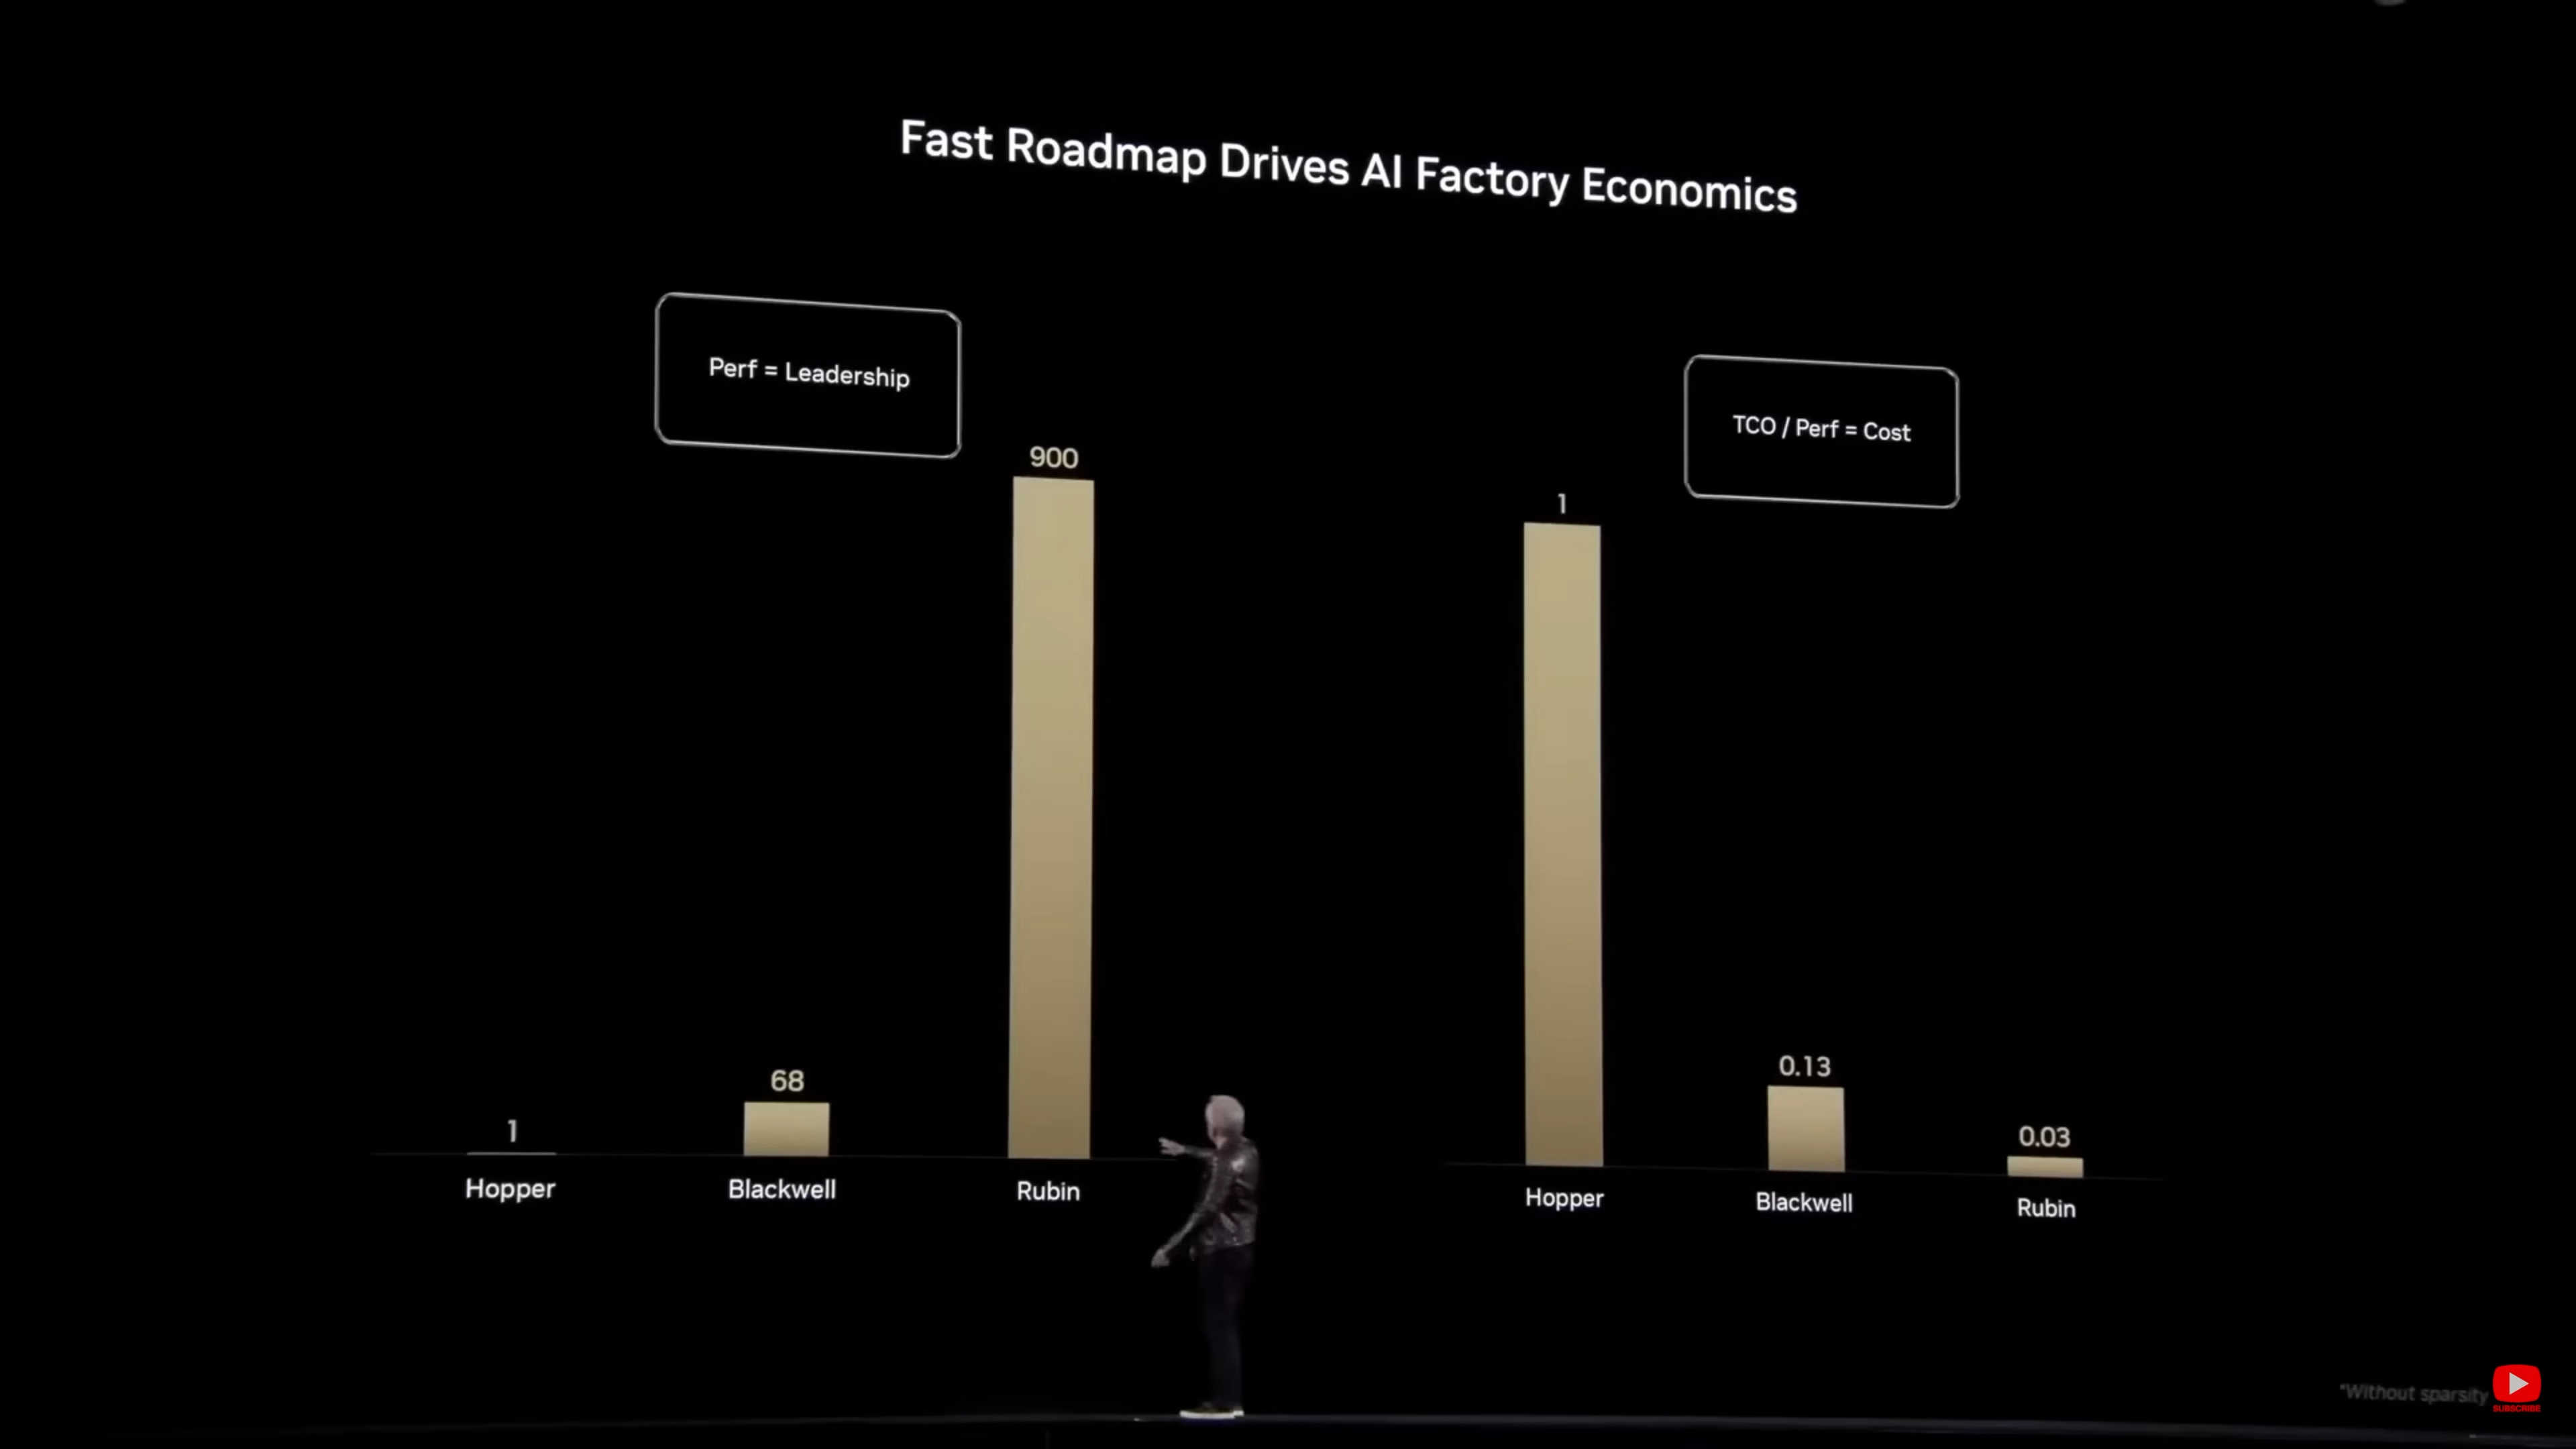 Fast Roadmap Drives AI Factory Economics
Perf = Leadership
1
68
900
Hopper
Blackwell
Rubin
TCO / Perf = Cost
1
0.13
0.03
Hopper
Blackwell
Rubin
*Without sparsity
SUBSCRIBE